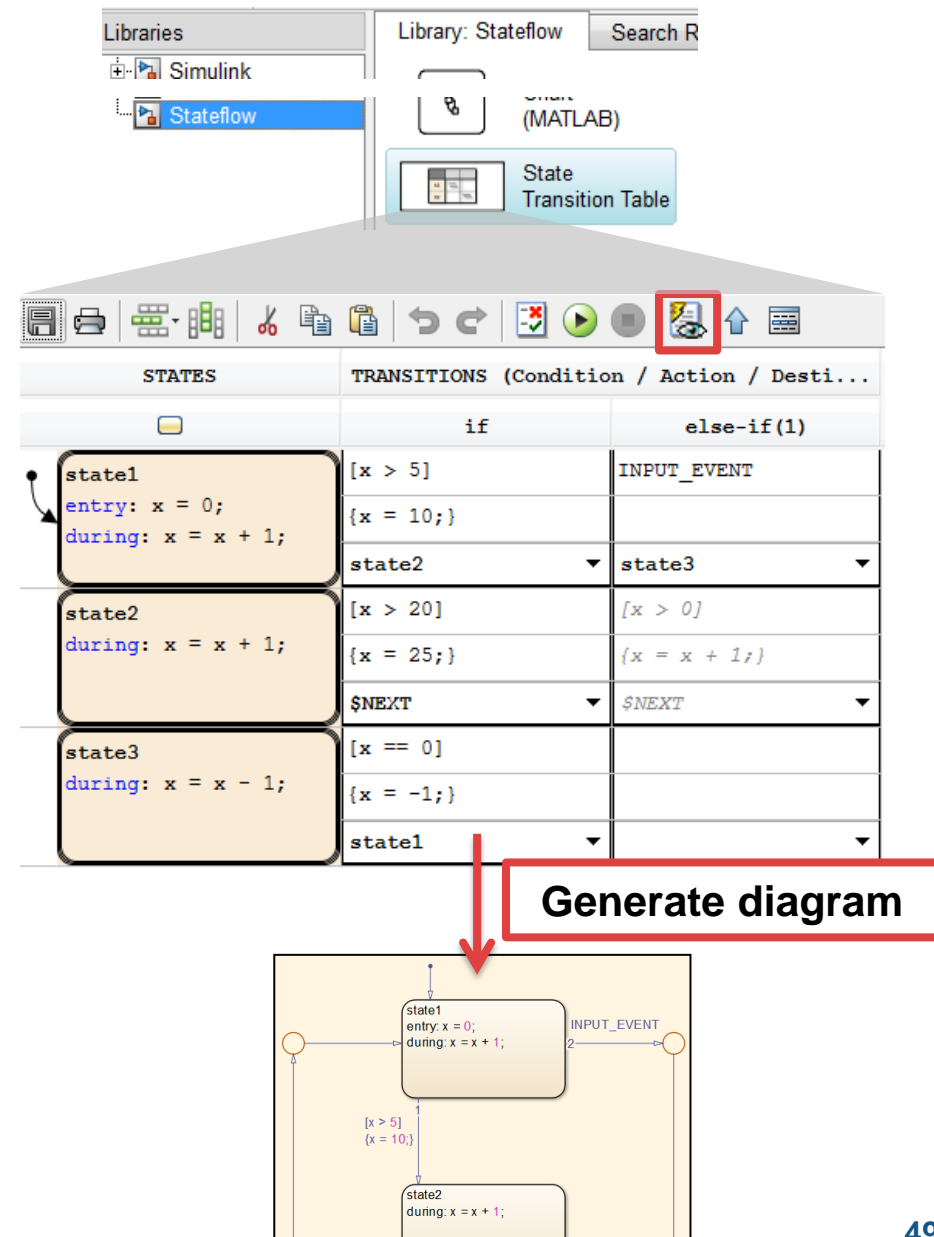 Libraries
Library: Stateflow
Search R
Simulink
Stateflow
(MATLAB)
State
Transition Table
STATES
TRANSITIONS (Condition / Action / Desti...
if
else-if(1)
state1
entry: x = 0;
during: x = x + 1;
[x > 5]
INPUT_EVENT
{x = 10;}
state2
state3
state2
during: x = x + 1;
[x > 20]
[x > 0]
{x = 25;}
{x = x + 1;}
$NEXT
$NEXT
state3
during: x = x - 1;
[x == 0]
{x = -1;}
state1
Generate diagram
state1
entry: x = 0;
during: x = x + 1;
INPUT_EVENT
2
1
[x > 5]
{x = 10;}
state2
during: x = x + 1;
49